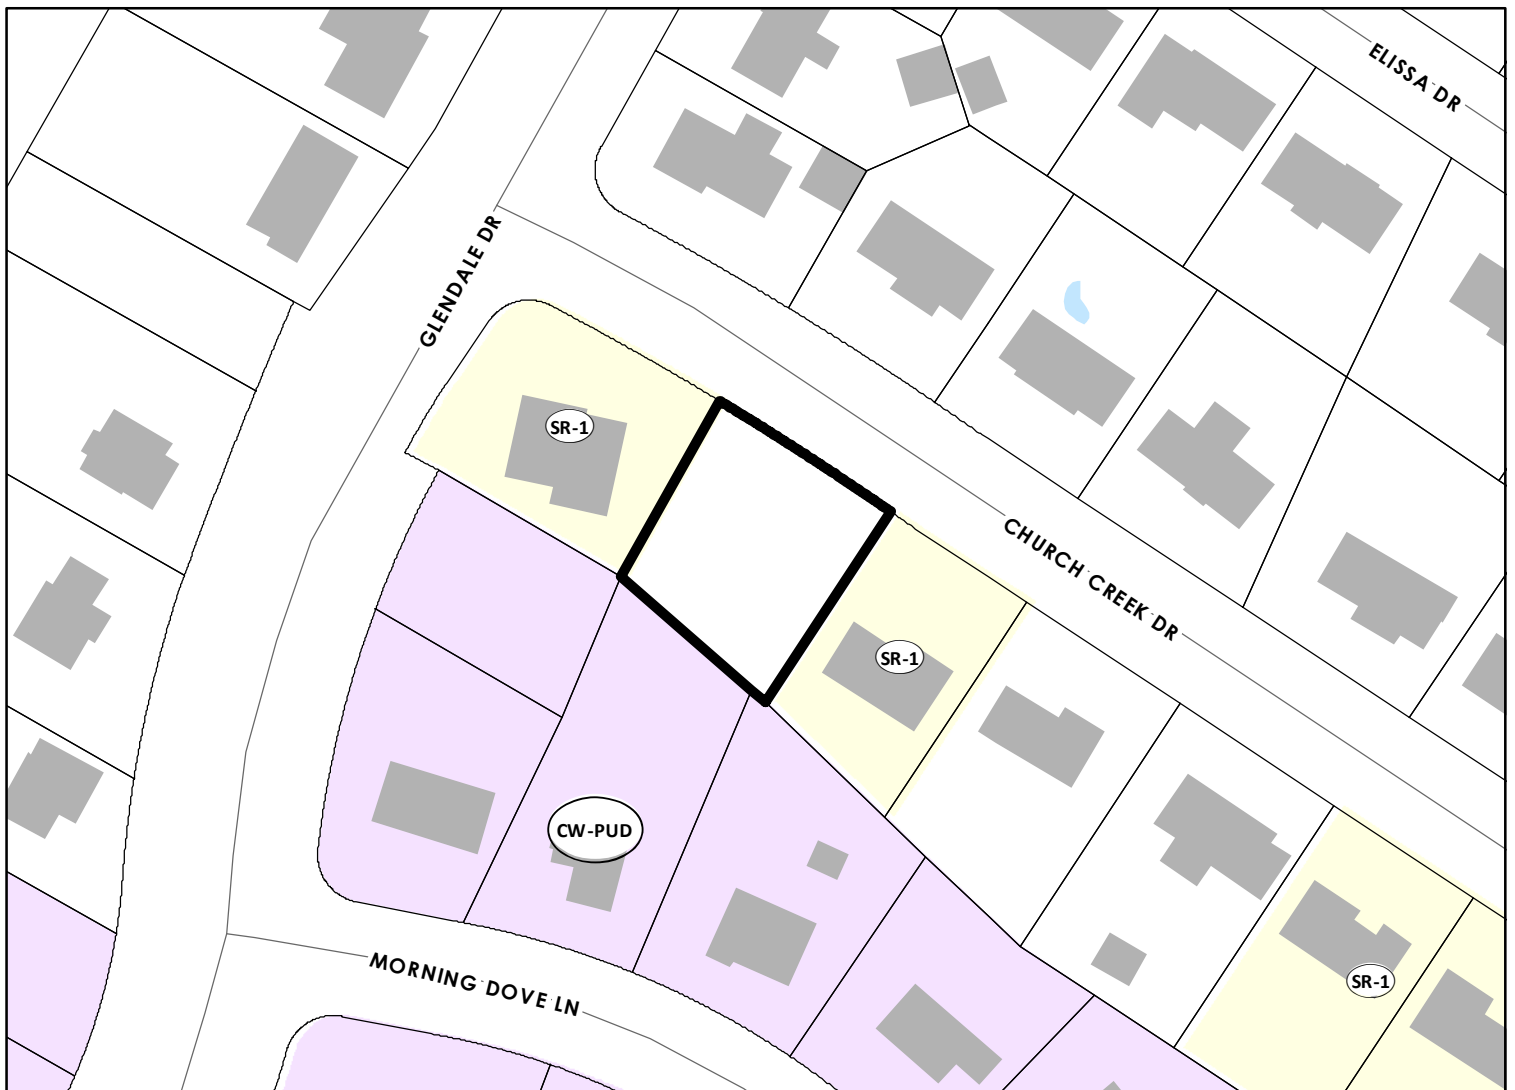 ELISSA DR
GLENDALE DR
SR-1
CHURCH CREEK DR
SR-1
CW-PUD
SR-1
MORNING DOVE LN